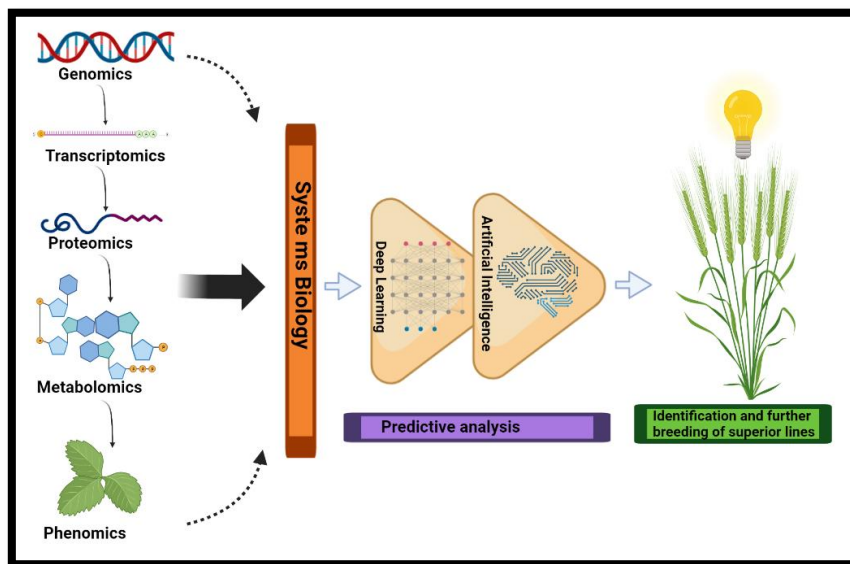 Genomics
Transcriptomics
Proteomics
Metabolomics
Phenomics
Syste ms Biology
Deep Learning
Artificial Intelligence
Predictive analysis
Identification and further
breeding of superior lines